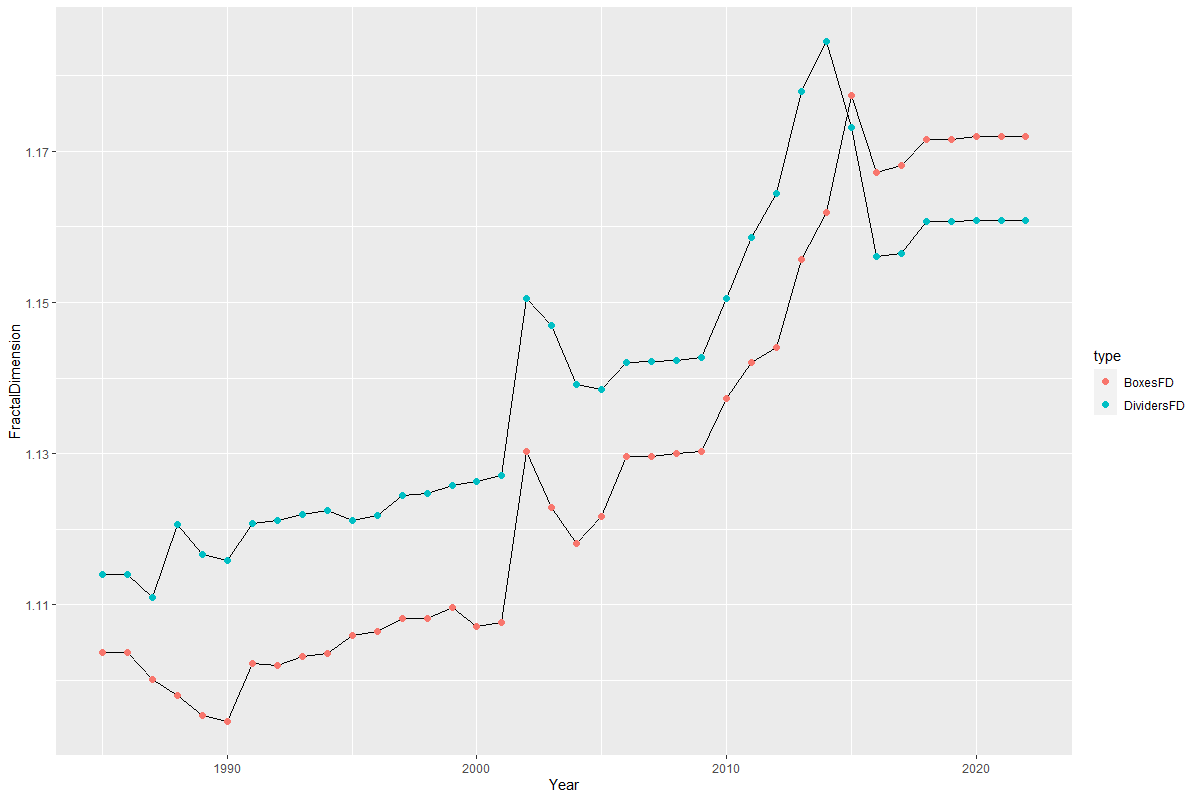 FractalDimension
1.17
1.15
1.13
1.11
1990
2000
2010
2020
Year
type
BoxesFD
DividersFD